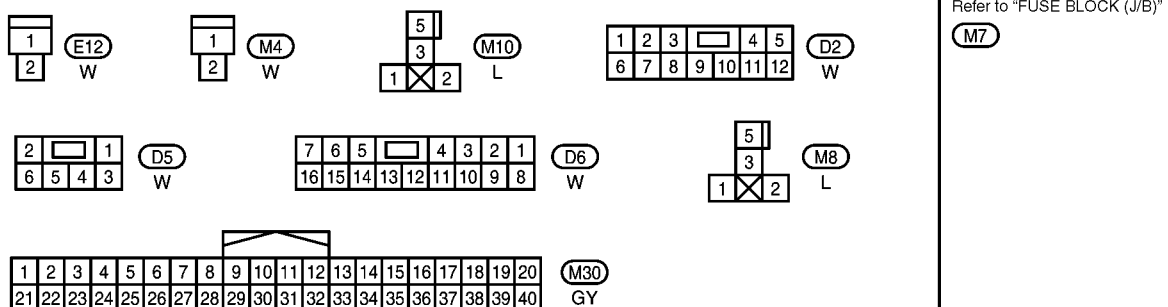 Refer to "FUSE BLOCK (J/B)"
M7
1
2
E12
W
1
2
M4
W
5
3
1 2
M10
L
1 2 3 4 5
6 7 8 9 10 11 12
D2
W
2 1
6 5 4 3
D5
W
7 6 5 4 3 2 1
16 15 14 13 12 11 10 9 8
D6
W
5
3
1 2
M8
L
1 2 3 4 5 6 7 8 9 10 11 12 13 14 15 16 17 18 19 20
21 22 23 24 25 26 27 28 29 30 31 32 33 34 35 36 37 38 39 40
M30
GY